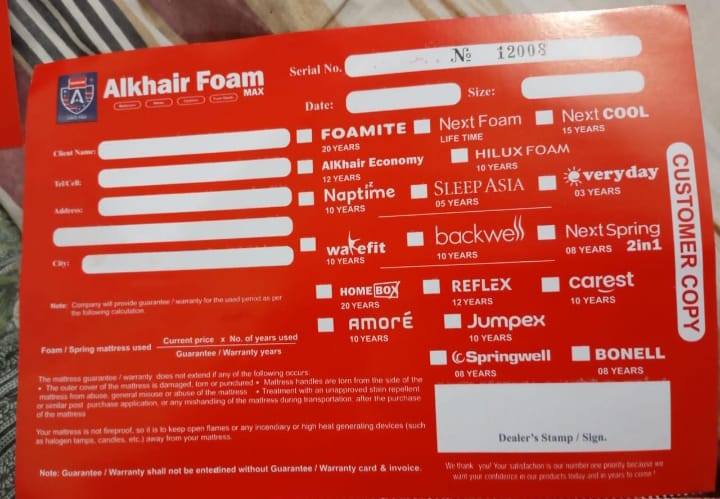 Alkhair Foam
MAX
Serial No. № 12008
Date: Size:
Client Name:
Tel/Cell:
Address:
City:
FOAMITE
20 YEARS
Next Foam
LIFE TIME
Next COOL
15 YEARS
AlKhair Economy
12 YEARS
HILUX FOAM
10 YEARS
Naptime
10 YEARS
SLEEP ASIA
05 YEARS
everyday
03 YEARS
wakefit
10 YEARS
backwell
10 YEARS
Next Spring
08 YEARS 2in1
HOME BOX
20 YEARS
REFLEX
12 YEARS
carest
10 YEARS
AMORÉ
10 YEARS
Jumpex
10 YEARS
Springwell
08 YEARS
BONELL
08 YEARS
CUSTOMER COPY
Note: Company will provide guarantee / warranty for the used period as per
the following calculation.
Foam / Spring mattress used Current price x No. of years used
Guarantee / Warranty years
The mattress guarantee / warranty does not extend if any of the following occurs:
• The outer cover of the mattress is damaged, torn or punctured • Mattress handles are torn from the side of the
mattress from abuse, general misuse or abuse of the mattress • Treatment with an unapproved stain repellent
or similar post purchase application, or any mishandling of the mattress during transportation, after the purchase
of the mattress
Your mattress is not fireproof, so it is to keep open flames or any incendiary or high heat generating devices (such
as halogen lamps, candles, etc.) away from your mattress.
Note: Guarantee / Warranty shall not be entedined without Guarantee / Warranty card & invoice.
Dealer's Stamp / Sign.
We thank you! Your satisfaction is our number one priority because we
want your confidence in our products today and in years to come !